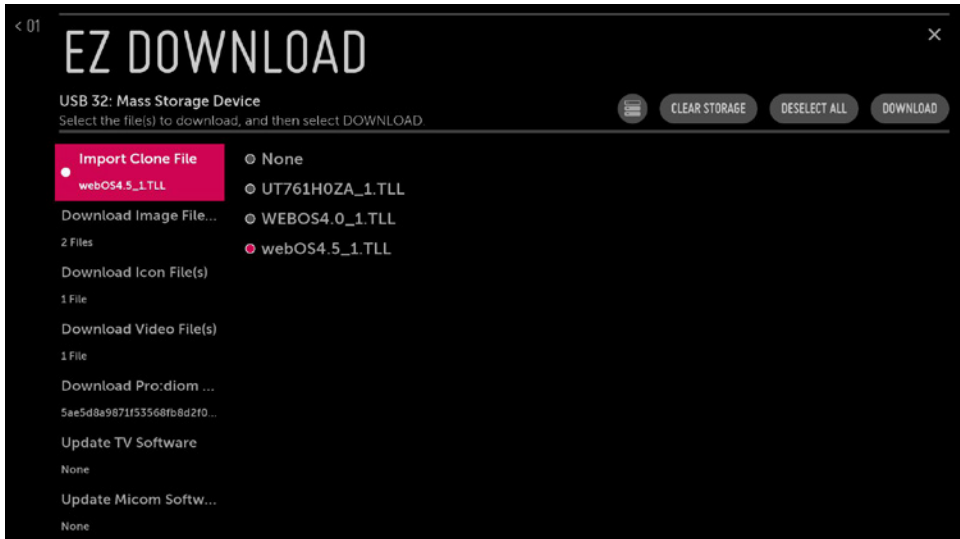 < 01
EZ DOWNLOAD
×
USB 32: Mass Storage Device
Select the file(s) to download, and then select DOWNLOAD.
CLEAR STORAGE
DESELECT ALL
DOWNLOAD
Import Clone File
webOS4.5_1.TLL
Download Image File...
2 Files
Download Icon File(s)
1 File
Download Video File(s)
1 File
Download Pro:diom ...
5ae5d8a9871f53568fb8d2f0...
Update TV Software
None
Update Micom Softw...
None
None
UT761H0ZA_1.TLL
WEBOS4.0_1.TLL
webOS4.5_1.TLL